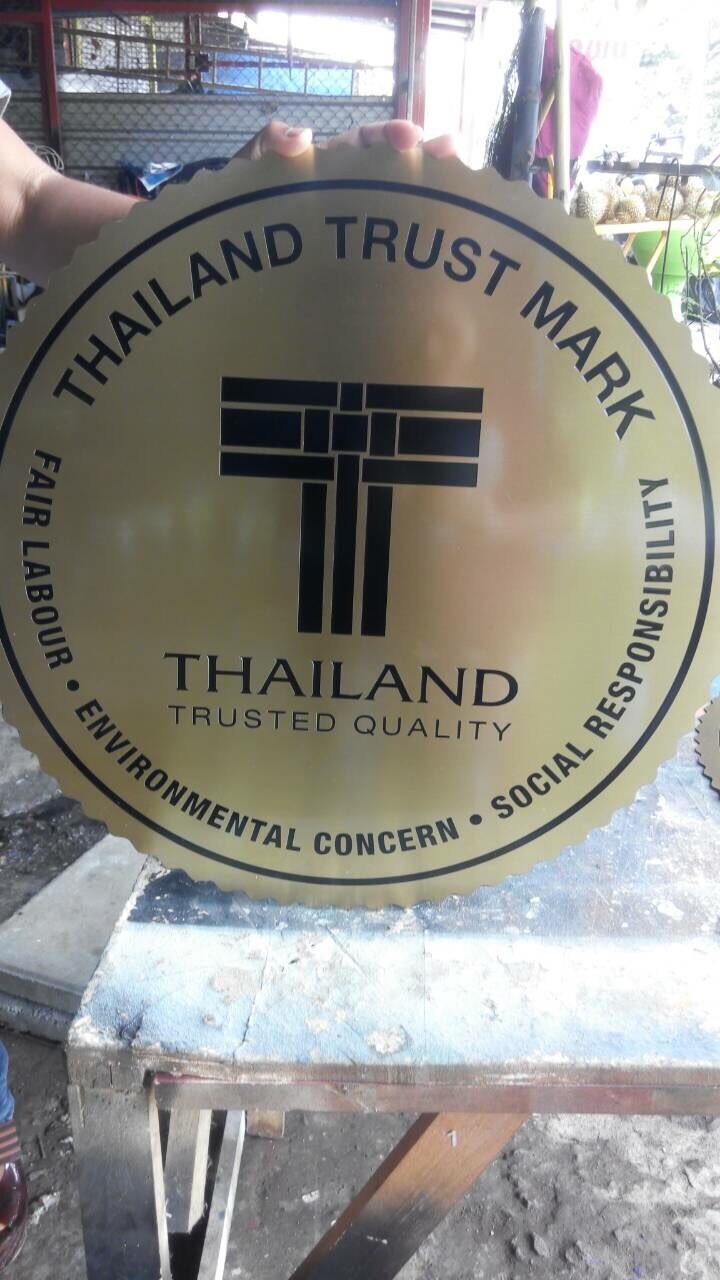 THAILAND TRUST MARK
THAILAND
TRUSTED QUALITY
FAIR LABOUR • ENVIRONMENTAL CONCERN • SOCIAL RESPONSIBILITY